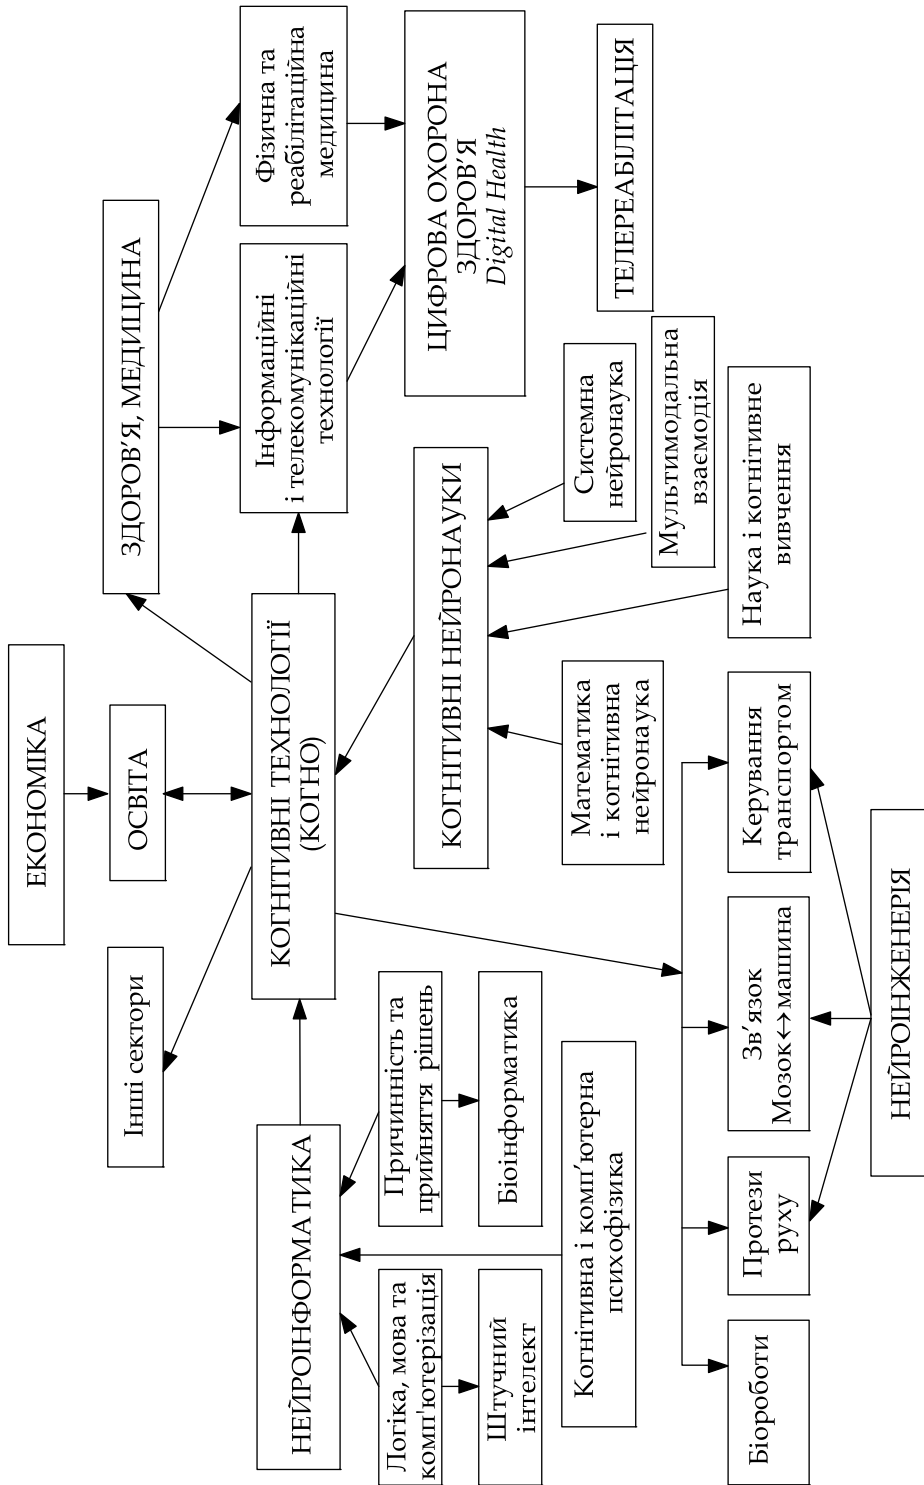 ЕКОНОМІКА
Інші сектори
ОСВІТА
ЗДОРОВ'Я, МЕДИЦИНА
НЕЙРОІНФОРМАТИКА
КОГНІТИВНІ ТЕХНОЛОГІЇ
(КОГНО)
Інформаційні
і телекомунікаційні
технології
Фізична та
реабілітаційна
медицина
Логіка, мова та
комп'ютерізація
Причинність та
прийняття рішень
КОГНІТИВНІ НЕЙРОНАУКИ
ЦИФРОВА ОХОРОНА
ЗДОРОВ'Я
Digital Health
Штучний
інтелект
Біоінформатика
Когнітивна і комп'ютерна
психофізика
Математика
і когнітивна
нейронаука
Системна
нейронаука
Мультимодальна
взаємодія
ТЕЛЕРЕАБІЛІТАЦІЯ
Біороботи
Протези
руху
Зв'язок
Мозок↔машина
Керування
транспортом
Наука і когнітивне
вивчення
НЕЙРОІНЖЕНЕРІЯ